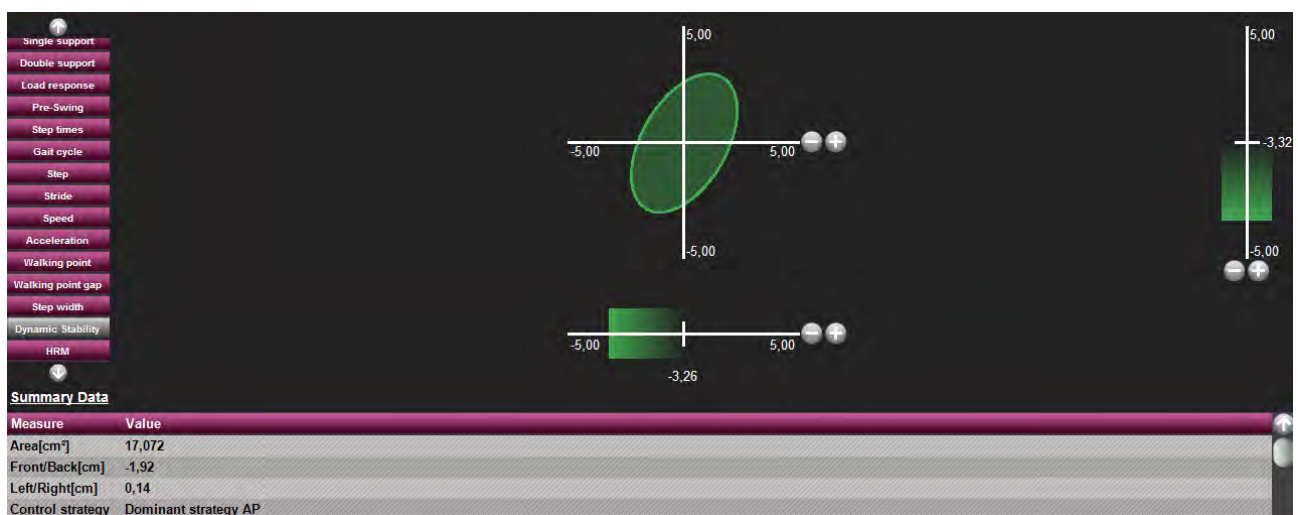 Single support
Double support
Load response
Pre-Swing
Step times
Gait cycle
Step
Stride
Speed
Acceleration
Walking point
Walking point gap
Step width
Dynamic Stability
HRM
5,00
-5,00
5,00
-5,00
5,00
-3,32
-5,00
-5,00
5,00
-3,26
Summary Data
Measure Value
Area[cm²] 17,072
Front/Back[cm] -1,92
Left/Right[cm] 0,14
Control strategy Dominant strategy AP